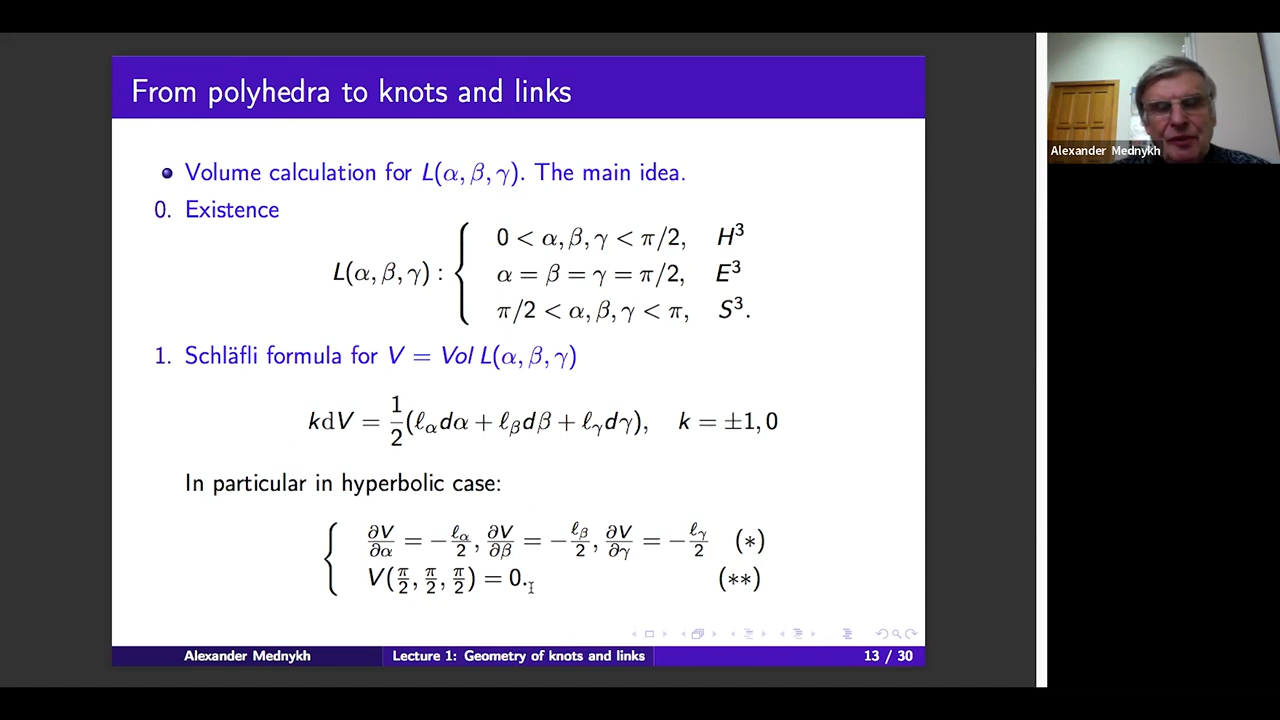 From polyhedra to knots and links
Volume calculation for L(α, β, γ). The main idea.
0. Existence
L(α, β, γ) : { 0 < α, β, γ < π/2, H³
α = β = γ = π/2, E³
π/2 < α, β, γ < π, S³.
1. Schläfli formula for V = Vol L(α, β, γ)
kdV = 1/2 (ℓ_α dα + ℓ_β dβ + ℓ_γ dγ), k = ±1, 0
In particular in hyperbolic case:
{ ∂V/∂α = −ℓ_α/2, ∂V/∂β = −ℓ_β/2, ∂V/∂γ = −ℓ_γ/2 (∗)
V(π/2, π/2, π/2) = 0. (∗∗)
Alexander Mednykh Lecture 1: Geometry of knots and links 13 / 30
Alexander Mednykh